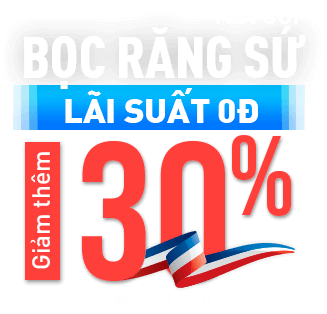 BỌC RĂNG SỨ
LÃI SUẤT 0Đ
Giảm thêm
30%